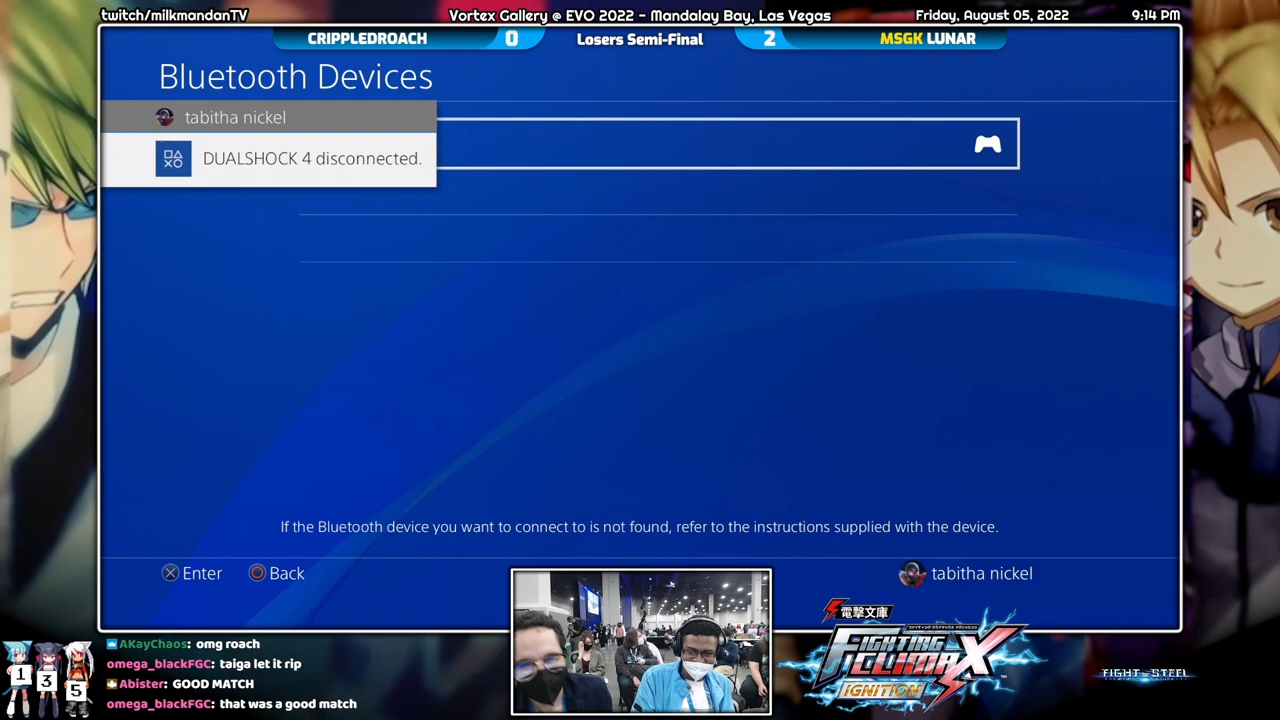 twitch/milkmandanTV
Vortex Gallery @ EVO 2022 - Mandalay Bay, Las Vegas
Friday, August 05, 2022
9:14 PM
CRIPPLEDROACH
0
Losers Semi-Final
2
MSGK LUNAR
Bluetooth Devices
tabitha nickel
DUALSHOCK 4 disconnected.
If the Bluetooth device you want to connect to is not found, refer to the instructions supplied with the device.
Enter
Back
tabitha nickel
AKayChaos: omg roach
omega_blackFGC: taiga let it rip
Abister: GOOD MATCH
omega_blackFGC: that was a good match
1 3 5
電撃文庫
FIGHTING
CLIMAX
IGNITION
FIGHT OF STEEL